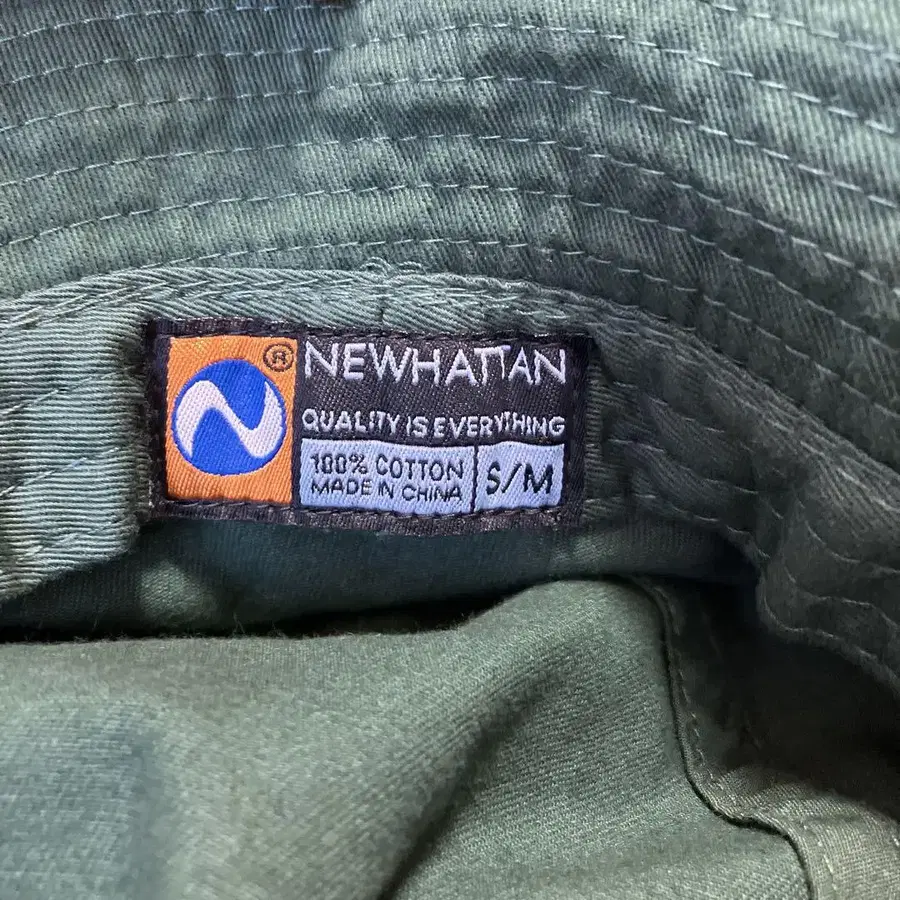 ®
NEWHATTAN
QUALITY IS EVERYTHING
100% COTTON
MADE IN CHINA
S/M